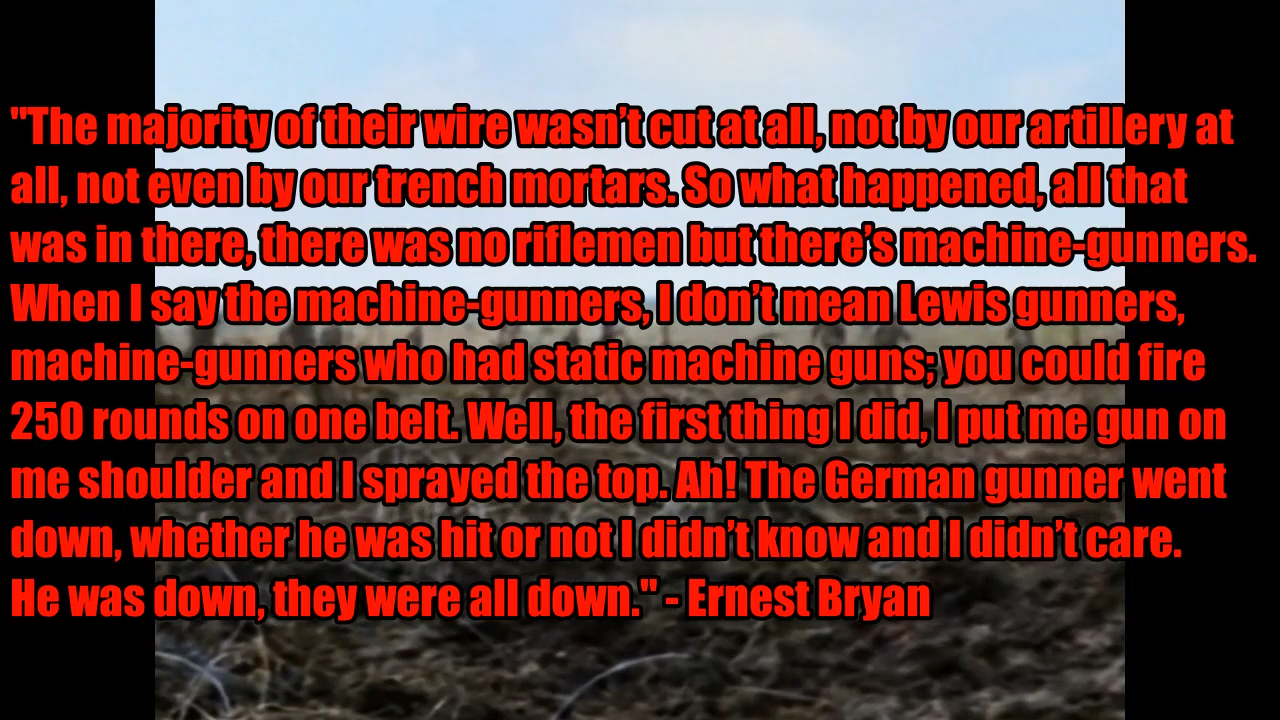 "The majority of their wire wasn’t cut at all, not by our artillery at
all, not even by our trench mortars. So what happened, all that
was in there, there was no riflemen but there’s machine-gunners.
When I say the machine-gunners, I don’t mean Lewis gunners,
machine-gunners who had static machine guns; you could fire
250 rounds on one belt. Well, the first thing I did, I put me gun on
me shoulder and I sprayed the top. Ah! The German gunner went
down, whether he was hit or not I didn’t know and I didn’t care.
He was down, they were all down." - Ernest Bryan